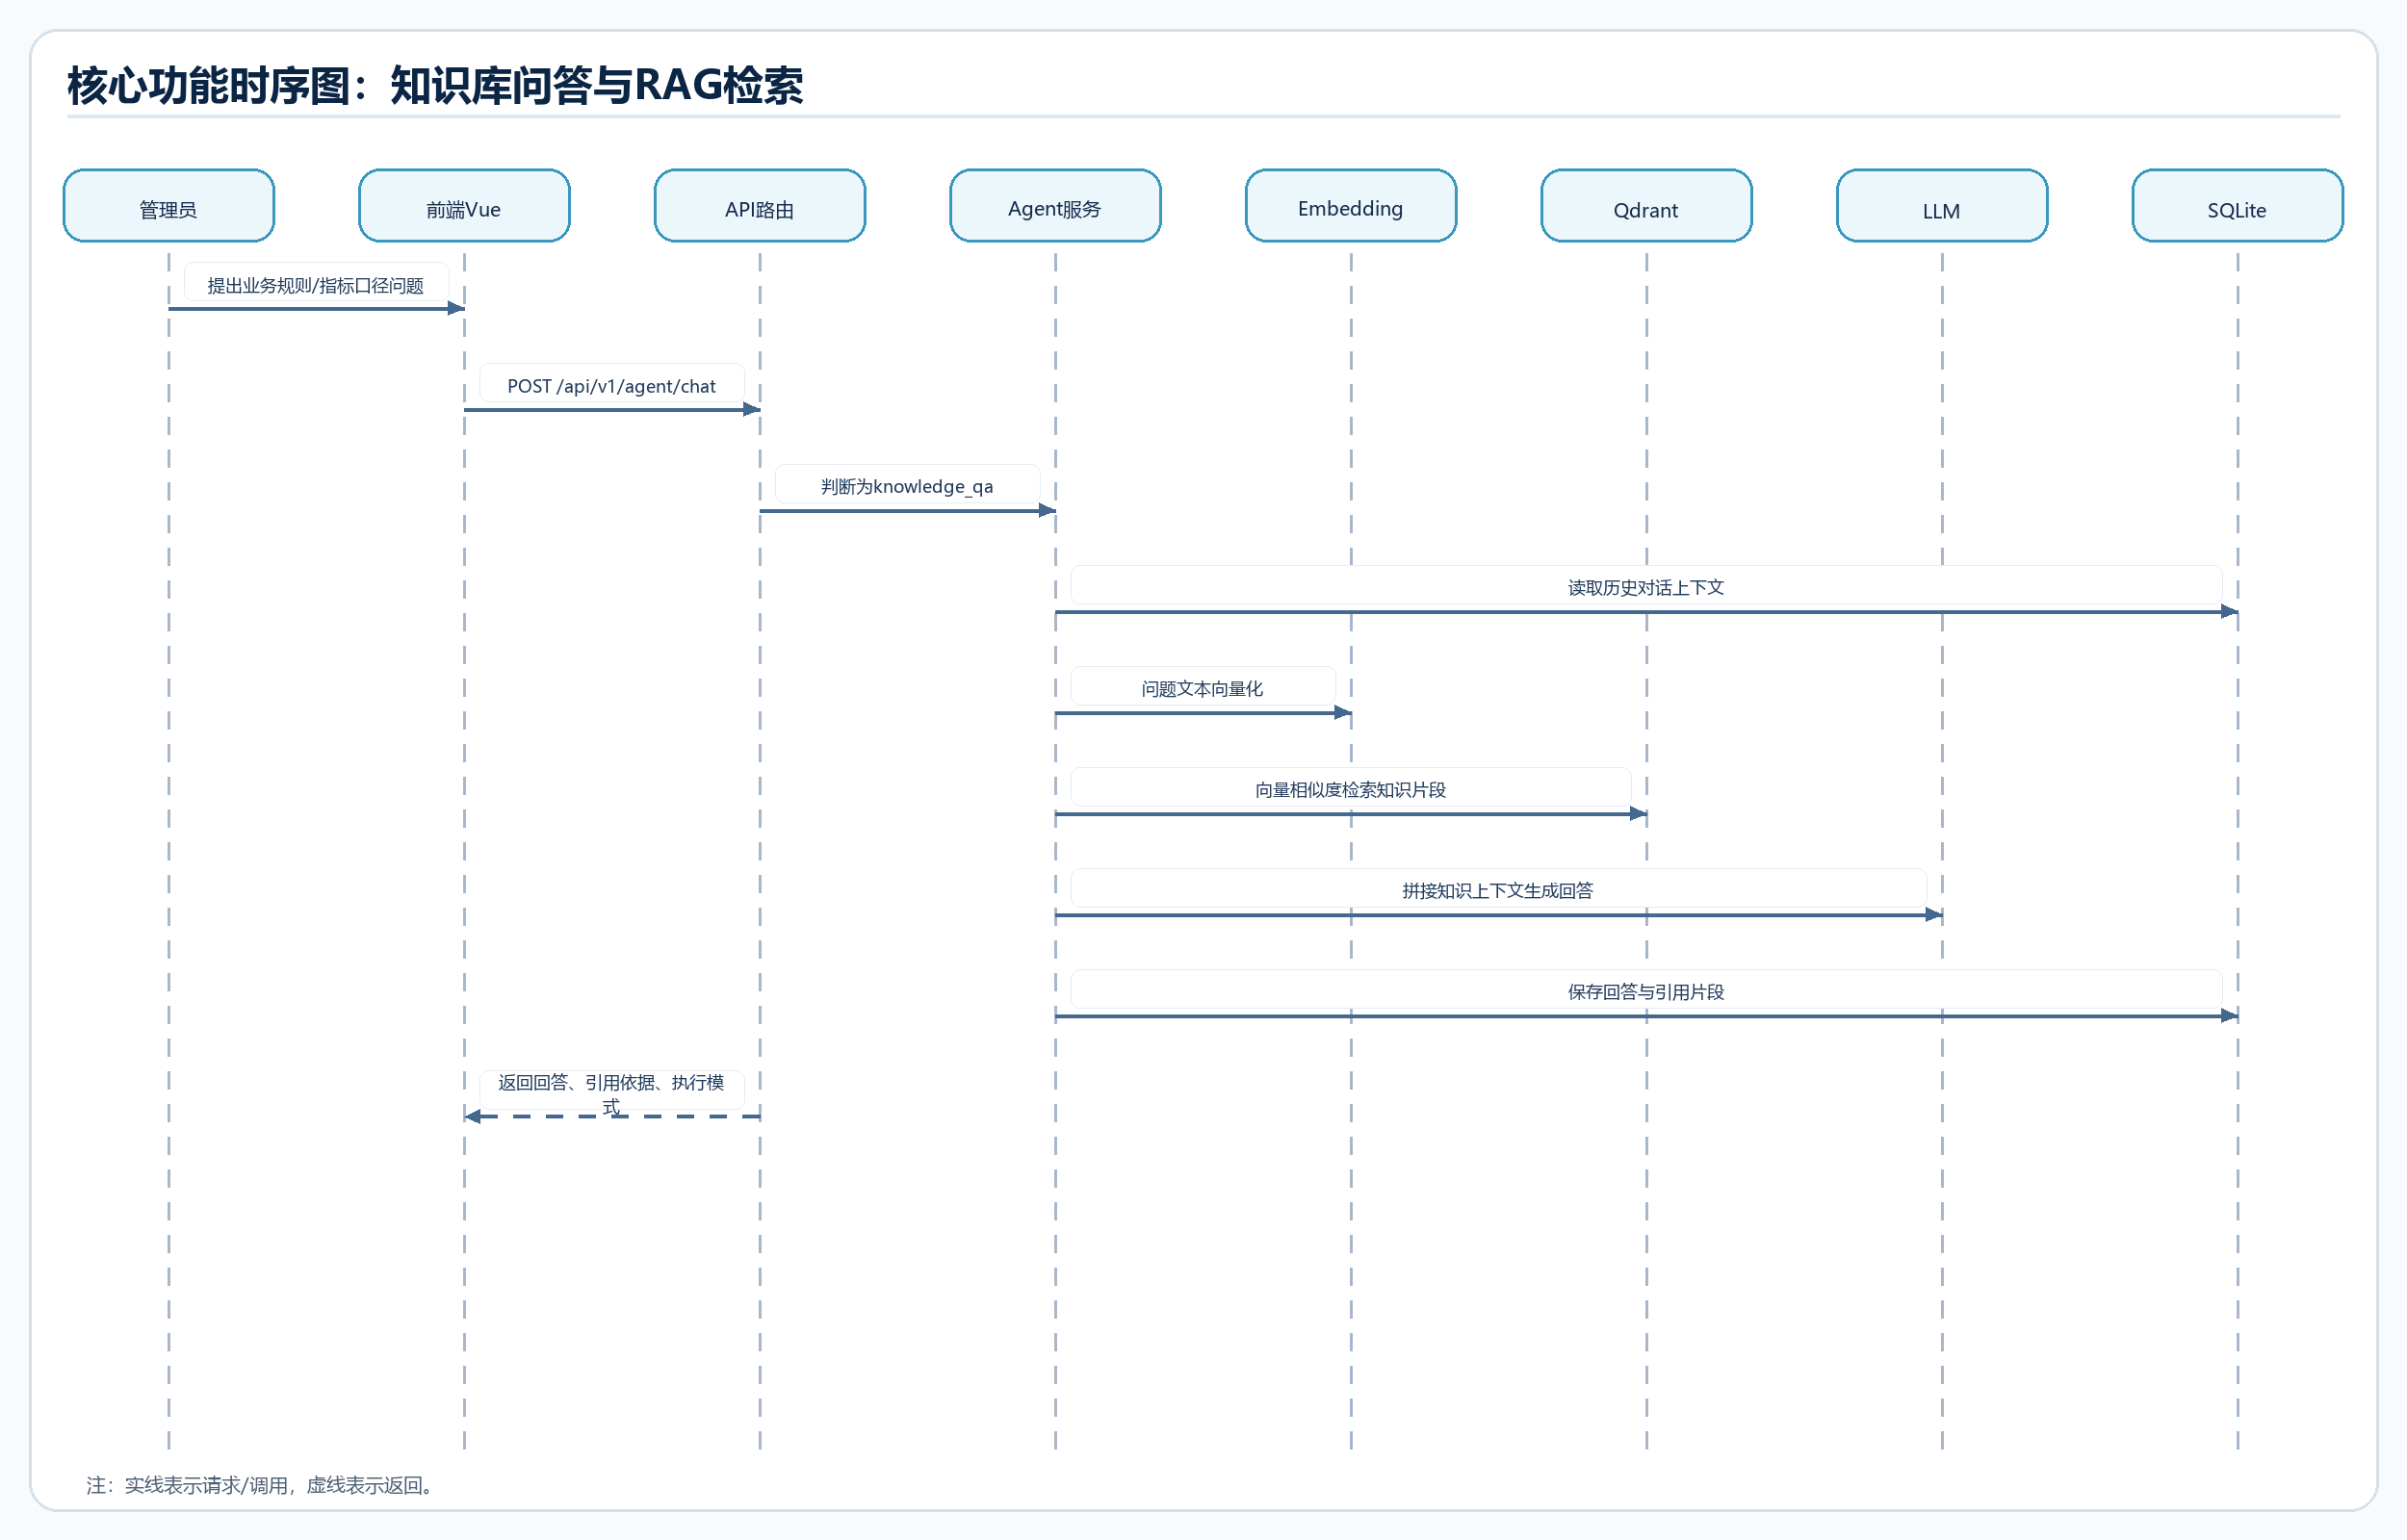 核心功能时序图：知识库问答与RAG检索
管理员
前端Vue
API路由
Agent服务
Embedding
Qdrant
LLM
SQLite
提出业务规则/指标口径问题
POST /api/v1/agent/chat
判断为knowledge_qa
读取历史对话上下文
问题文本向量化
向量相似度检索知识片段
拼接知识上下文生成回答
保存回答与引用片段
返回回答、引用依据、执行模
式
注：实线表示请求/调用，虚线表示返回。